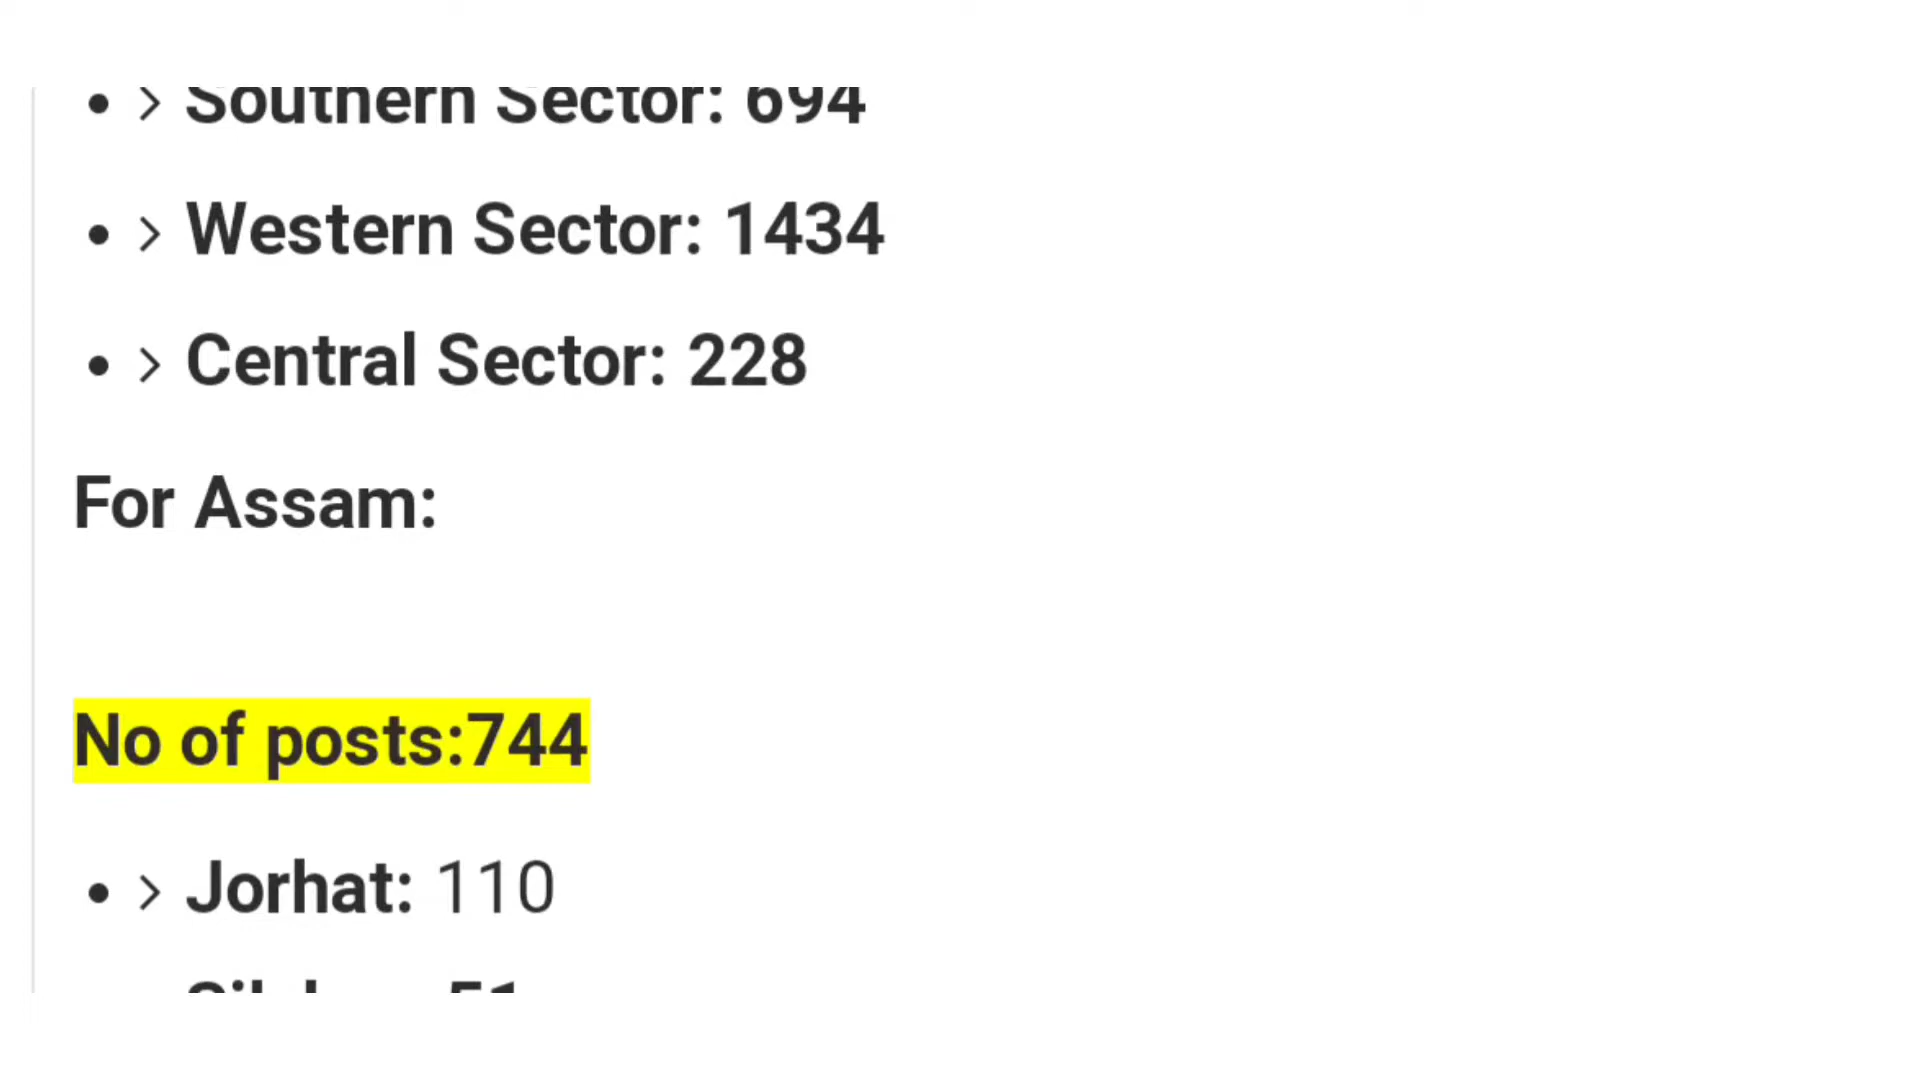 • > Southern Sector: 694
• > Western Sector: 1434
• > Central Sector: 228
For Assam:
No of posts:744
• > Jorhat: 110